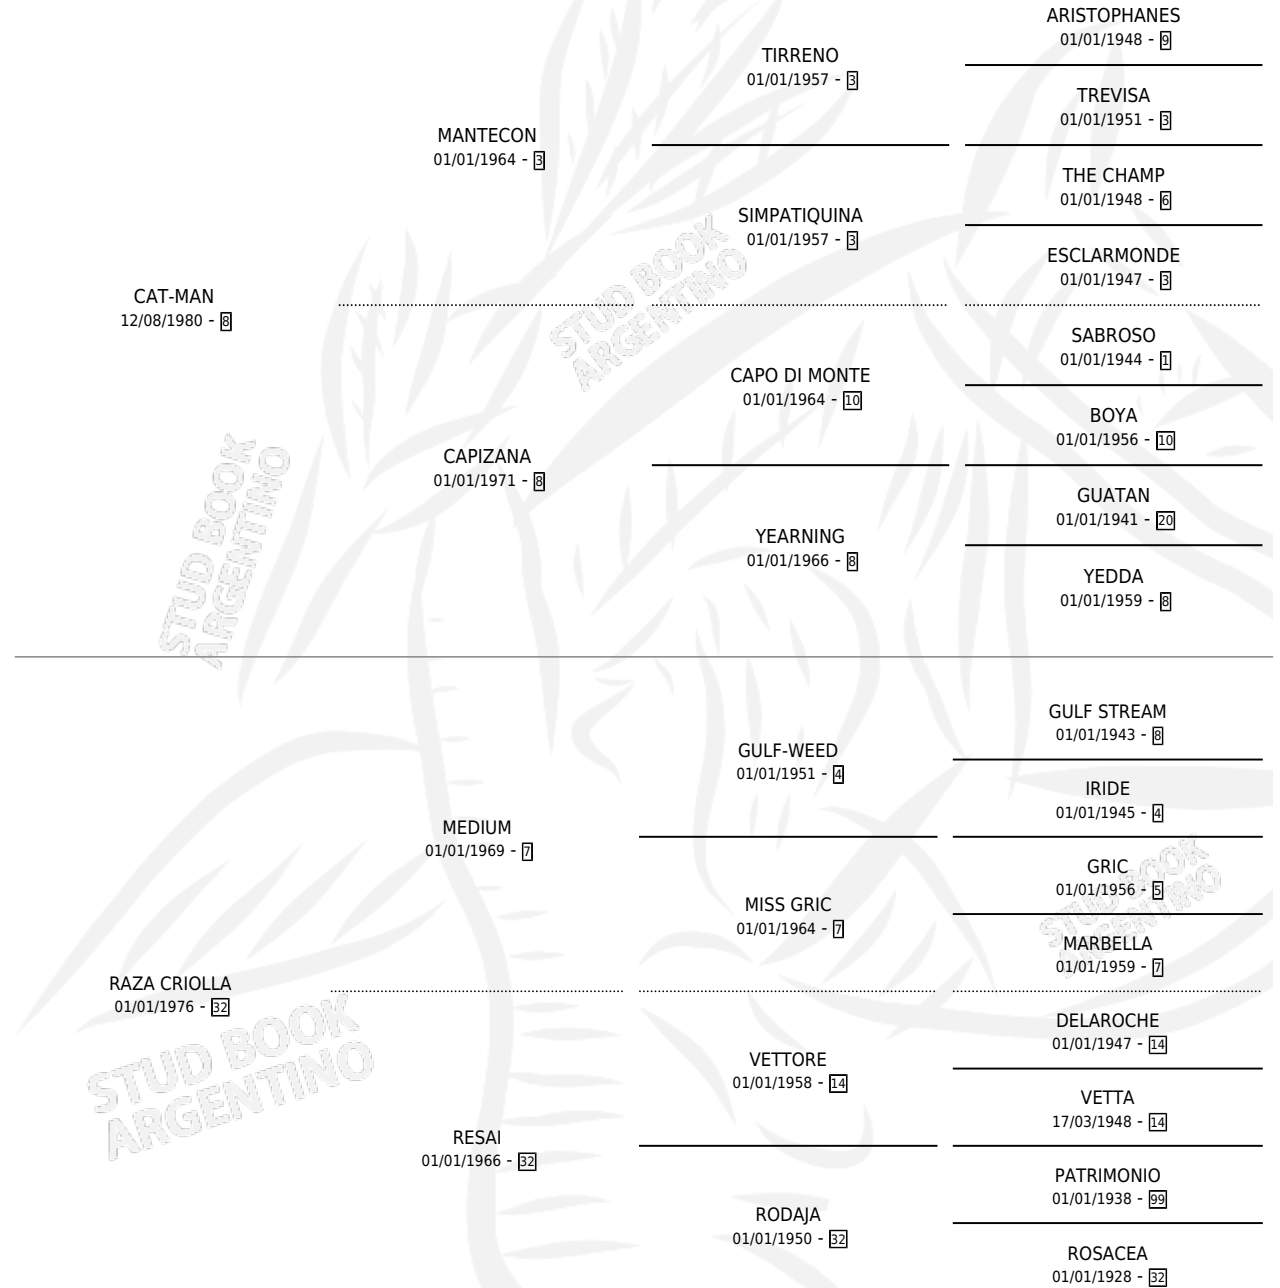 ARISTOPHANES
01/01/1948 - 9
TIRRENO
01/01/1957 - 3
TREVISA
01/01/1951 - 3
MANTECON
01/01/1964 - 3
THE CHAMP
01/01/1948 - 6
SIMPATIQUINA
01/01/1957 - 3
ESCLARMONDE
01/01/1947 - 3
CAT-MAN
12/08/1980 - 8
STUD BOOK
ARGENTINO
SABROSO
01/01/1944 - 1
CAPO DI MONTE
01/01/1964 - 10
BOYA
01/01/1956 - 10
CAPIZANA
01/01/1971 - 8
GUATAN
01/01/1941 - 20
YEARNING
01/01/1966 - 8
YEDDA
01/01/1959 - 8
STUD BOOK
ARGENTINO
GULF STREAM
01/01/1943 - 8
GULF-WEED
01/01/1951 - 4
IRIDE
01/01/1945 - 4
MEDIUM
01/01/1969 - 7
GRIC
01/01/1956 - 5
MISS GRIC
01/01/1964 - 7
STUD BOOK
ARGENTINO
MARBELLA
01/01/1959 - 7
RAZA CRIOLLA
01/01/1976 - 32
DELAROCHE
01/01/1947 - 14
VETTORE
01/01/1958 - 14
VETTA
17/03/1948 - 14
STUD BOOK
ARGENTINO
RESAI
01/01/1966 - 32
PATRIMONIO
01/01/1938 - 99
RODAJA
01/01/1950 - 32
ROSACEA
01/01/1928 - 32